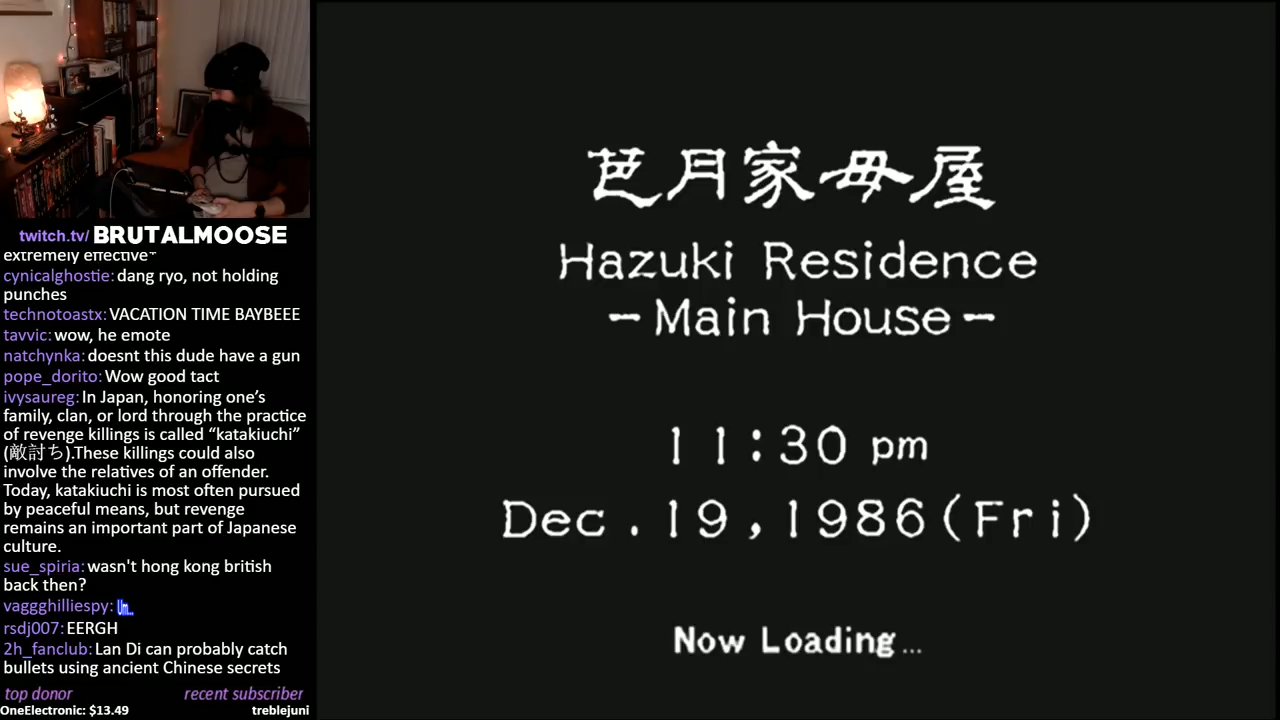 twitch.tv/ BRUTALMOOSE
extremely effective*
cynicalghostie: dang ryo, not holding
punches
technotoastx: VACATION TIME BAYBEEE
tavvic: wow, he emote
natchynka: doesnt this dude have a gun
pope_dorito: Wow good tact
ivysaureg: In Japan, honoring one’s
family, clan, or lord through the practice
of revenge killings is called “katakiuchi”
(敵討ち).These killings could also
involve the relatives of an offender.
Today, katakiuchi is most often pursued
by peaceful means, but revenge
remains an important part of Japanese
culture.
sue_spiria: wasn't hong kong british
back then?
vaggghilliespy: Um...
rsdj007: EERGH
2h_fanclub: Lan Di can probably catch
bullets using ancient Chinese secrets
top donor recent subscriber
OneElectronic: $13.49 treblejuni
芭月家母屋
Hazuki Residence
-Main House-
11:30 pm
Dec.19,1986(Fri)
Now Loading...